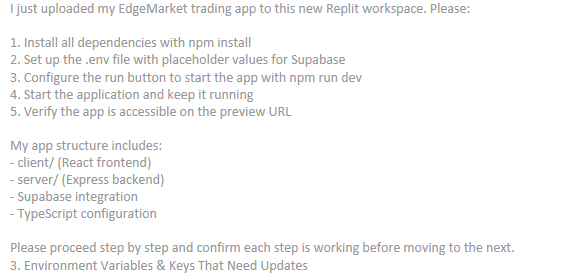 I just uploaded my EdgeMarket trading app to this new Replit workspace. Please:
1. Install all dependencies with npm install
2. Set up the .env file with placeholder values for Supabase
3. Configure the run button to start the app with npm run dev
4. Start the application and keep it running
5. Verify the app is accessible on the preview URL
My app structure includes:
- client/ (React frontend)
- server/ (Express backend)
- Supabase integration
- TypeScript configuration
Please proceed step by step and confirm each step is working before moving to the next.
3. Environment Variables & Keys That Need Updates